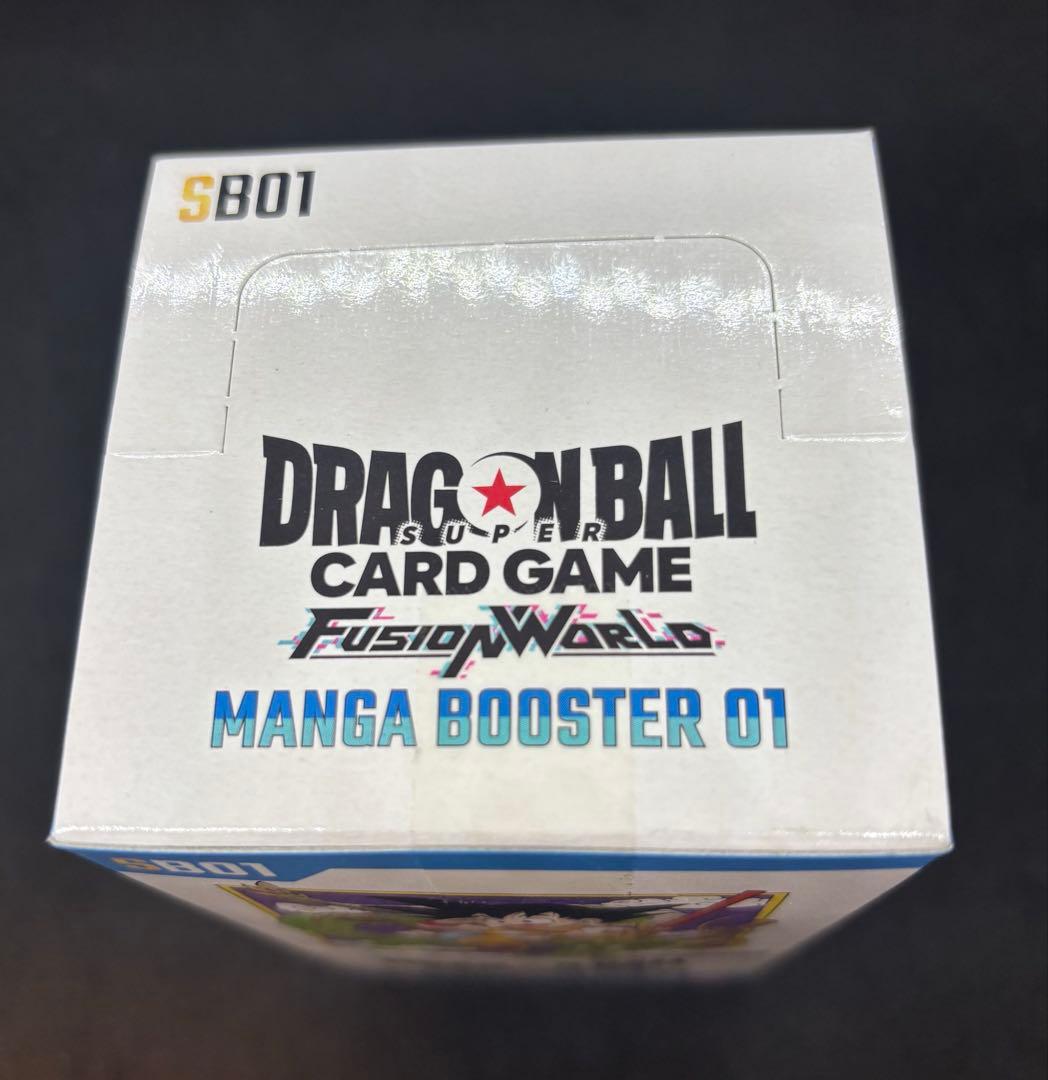 SB01
DRAGON BALL
SUPER
CARD GAME
FUSION WORLD
MANGA BOOSTER 01
SB01